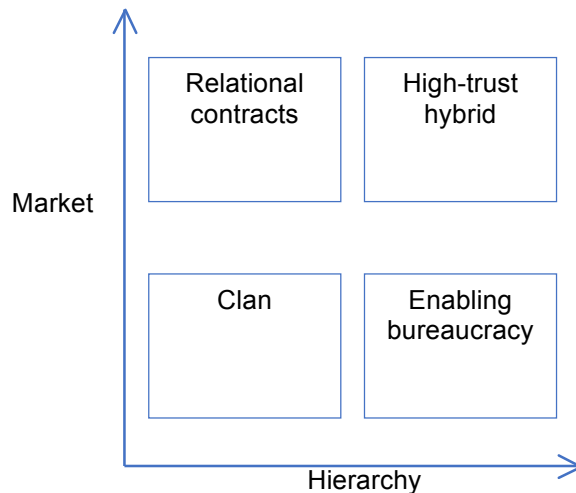 Relational
contracts
High-trust
hybrid
Market
Clan
Enabling
bureaucracy
Hierarchy